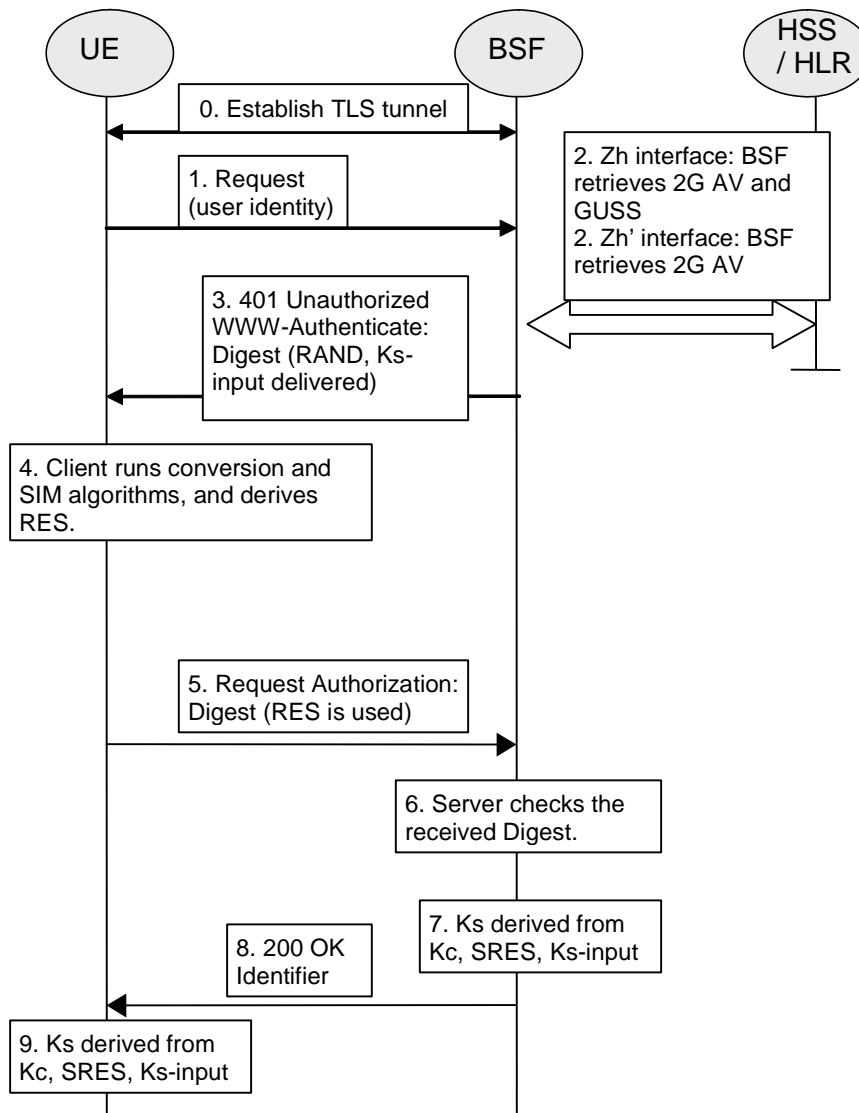 UE
BSF
HSS
/ HLR
0. Establish TLS tunnel
1. Request
(user identity)
2. Zh interface: BSF
retrieves 2G AV and
GUSS
2. Zh' interface: BSF
retrieves 2G AV
3. 401 Unauthorized
WWW-Authenticate:
Digest (RAND, Ks-
input delivered)
4. Client runs conversion and
SIM algorithms, and derives
RES.
5. Request Authorization:
Digest (RES is used)
6. Server checks the
received Digest.
7. Ks derived from
Kc, SRES, Ks-input
8. 200 OK
Identifier
9. Ks derived from
Kc, SRES, Ks-input